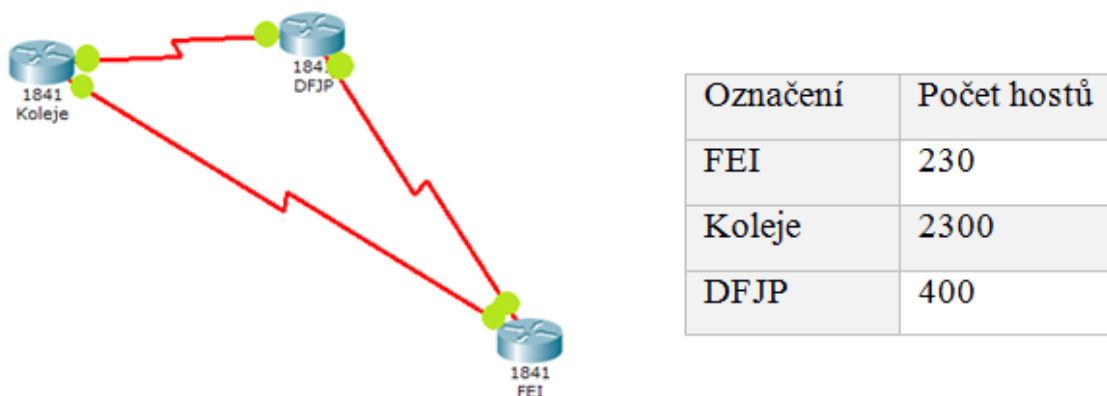 1841
Koleje
1841
DFJP
1841
FEI
Označení Počet hostů
FEI 230
Koleje 2300
DFJP 400